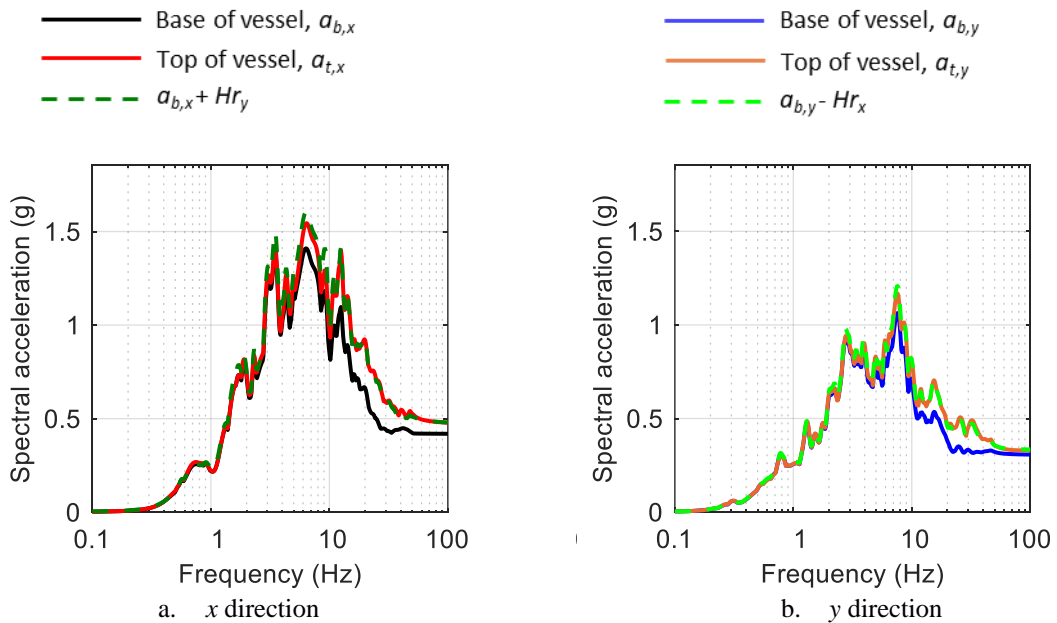 Base of vessel, a_b,x
Top of vessel, a_t,x
a_b,x + Hr_y
Spectral acceleration (g)
1.5
1
0.5
0
0.1
1
10
100
Frequency (Hz)
a. x direction
Base of vessel, a_b,y
Top of vessel, a_t,y
a_b,y - Hr_x
Spectral acceleration (g)
1.5
1
0.5
0
0.1
1
10
100
Frequency (Hz)
b. y direction